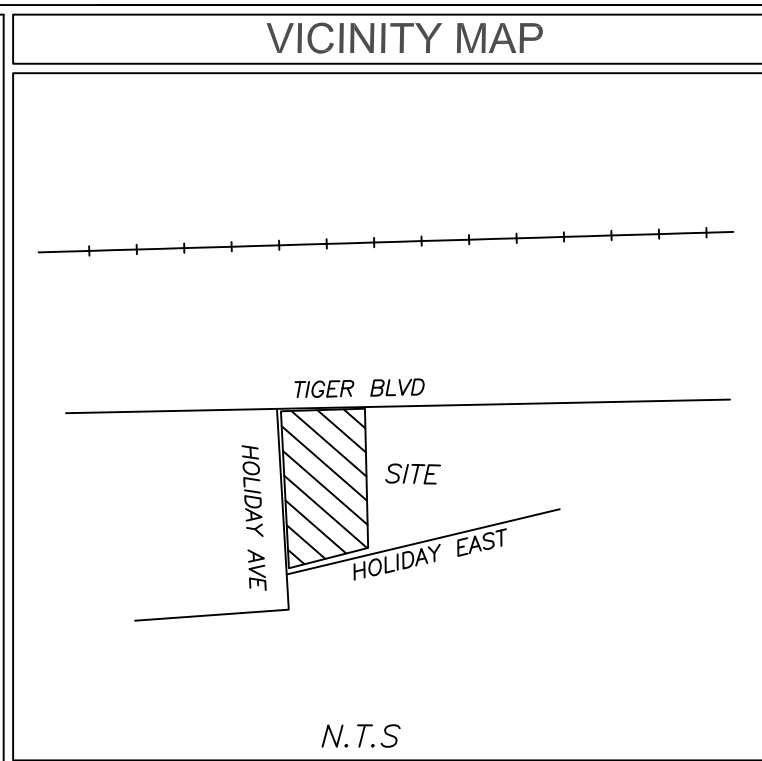 VICINITY MAP
TIGER BLVD
HOLIDAY AVE
SITE
HOLIDAY EAST
N.T.S